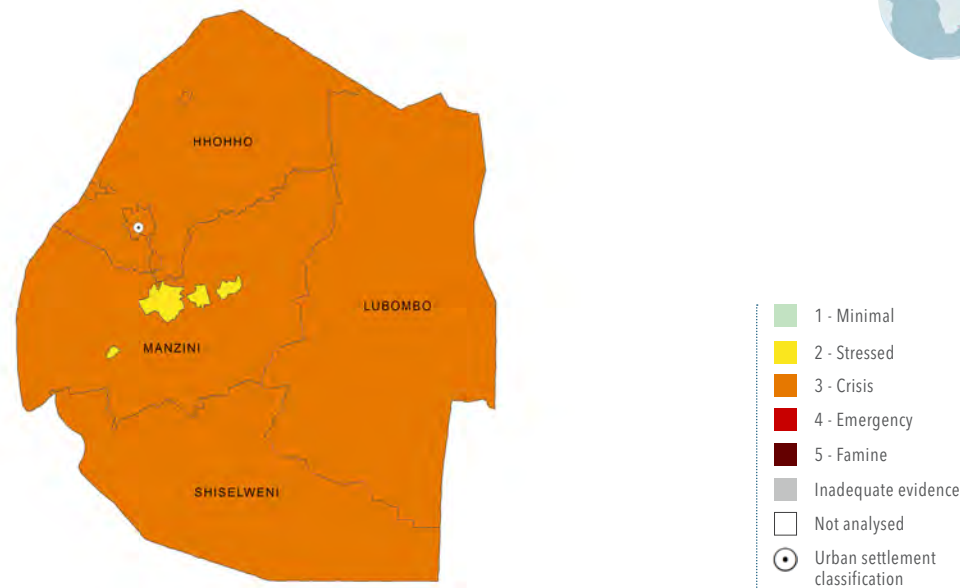 HHOHHO
LUBOMBO
MANZINI
SHISELWENI
1 - Minimal
2 - Stressed
3 - Crisis
4 - Emergency
5 - Famine
Inadequate evidence
Not analysed
Urban settlement
classification